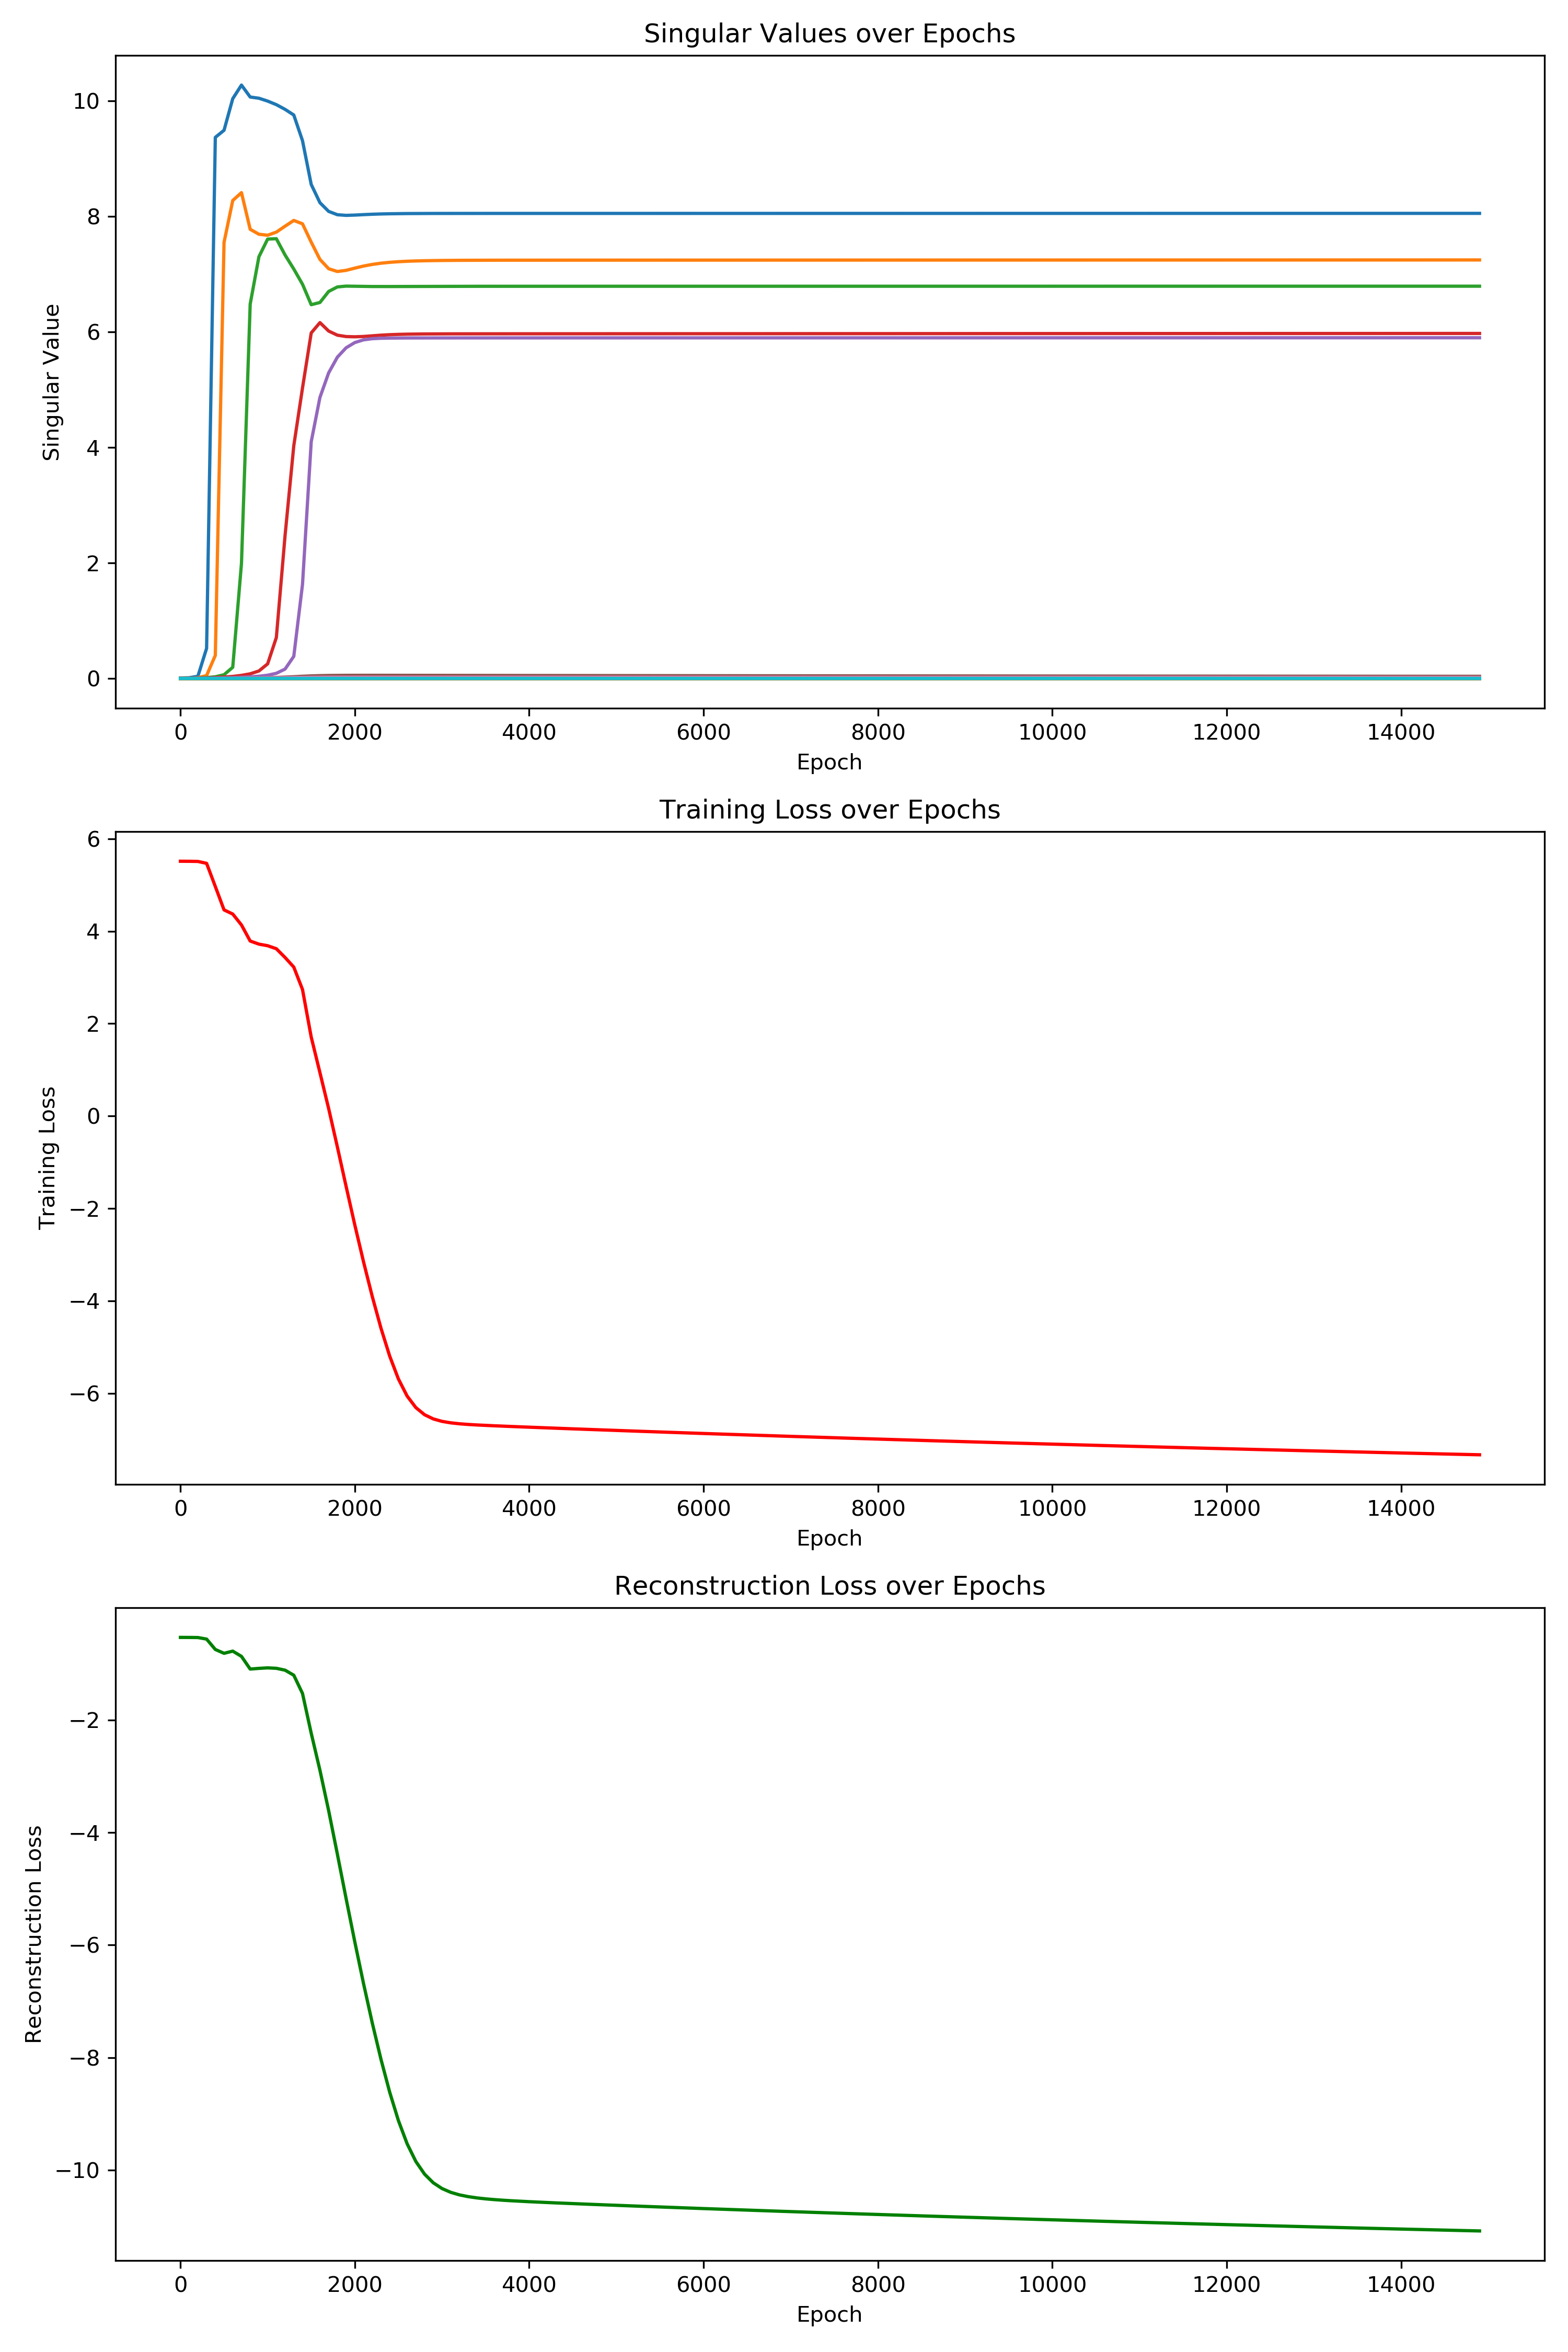 Singular Values over Epochs
10
8
6
4
2
0
Singular Value
0 2000 4000 6000 8000 10000 12000 14000
Epoch
Training Loss over Epochs
6
4
2
0
−2
−4
−6
Training Loss
0 2000 4000 6000 8000 10000 12000 14000
Epoch
Reconstruction Loss over Epochs
−2
−4
−6
−8
−10
Reconstruction Loss
0 2000 4000 6000 8000 10000 12000 14000
Epoch